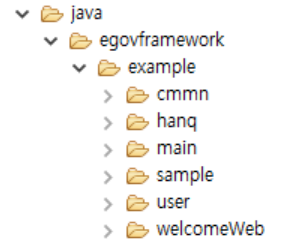 java
egovframework
example
cmmn
hanq
main
sample
user
welcomeWeb